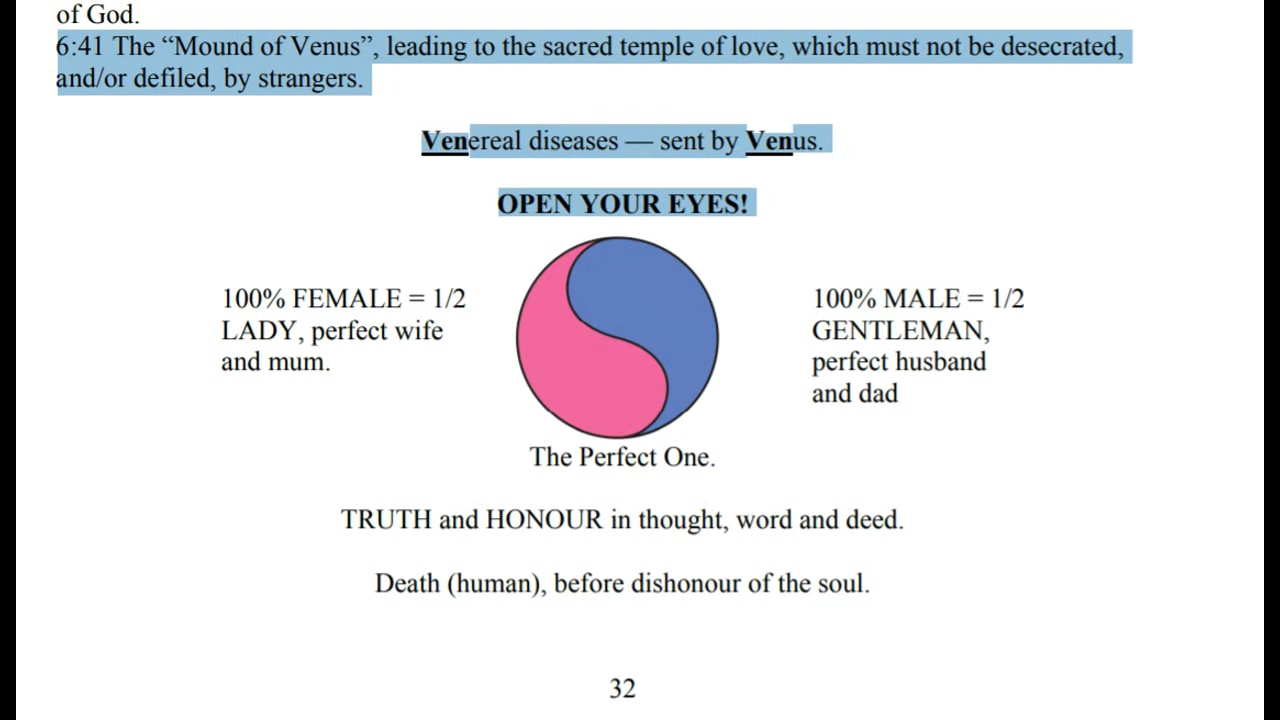 of God.
6:41 The “Mound of Venus”, leading to the sacred temple of love, which must not be desecrated,
and/or defiled, by strangers.
Venereal diseases — sent by Venus.
OPEN YOUR EYES!
100% FEMALE = 1/2
LADY, perfect wife
and mum.
100% MALE = 1/2
GENTLEMAN,
perfect husband
and dad
The Perfect One.
TRUTH and HONOUR in thought, word and deed.
Death (human), before dishonour of the soul.
32